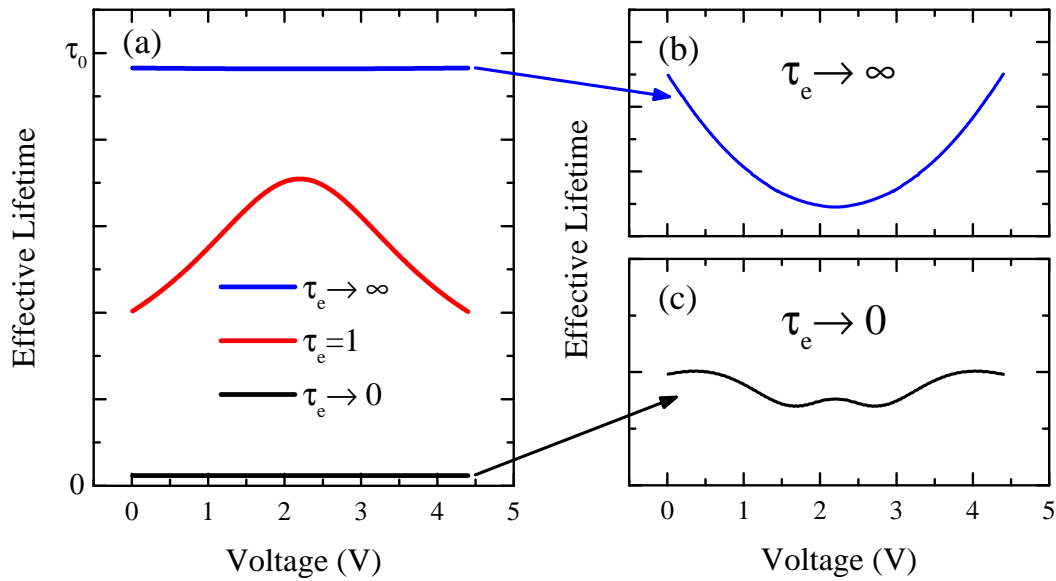 (a)
τ₀
Effective Lifetime
τₑ→∞
τₑ=1
τₑ→0
0
0 1 2 3 4 5
Voltage (V)
(b)
τₑ→∞
Effective Lifetime
(c)
τₑ→0
0 1 2 3 4 5
Voltage (V)